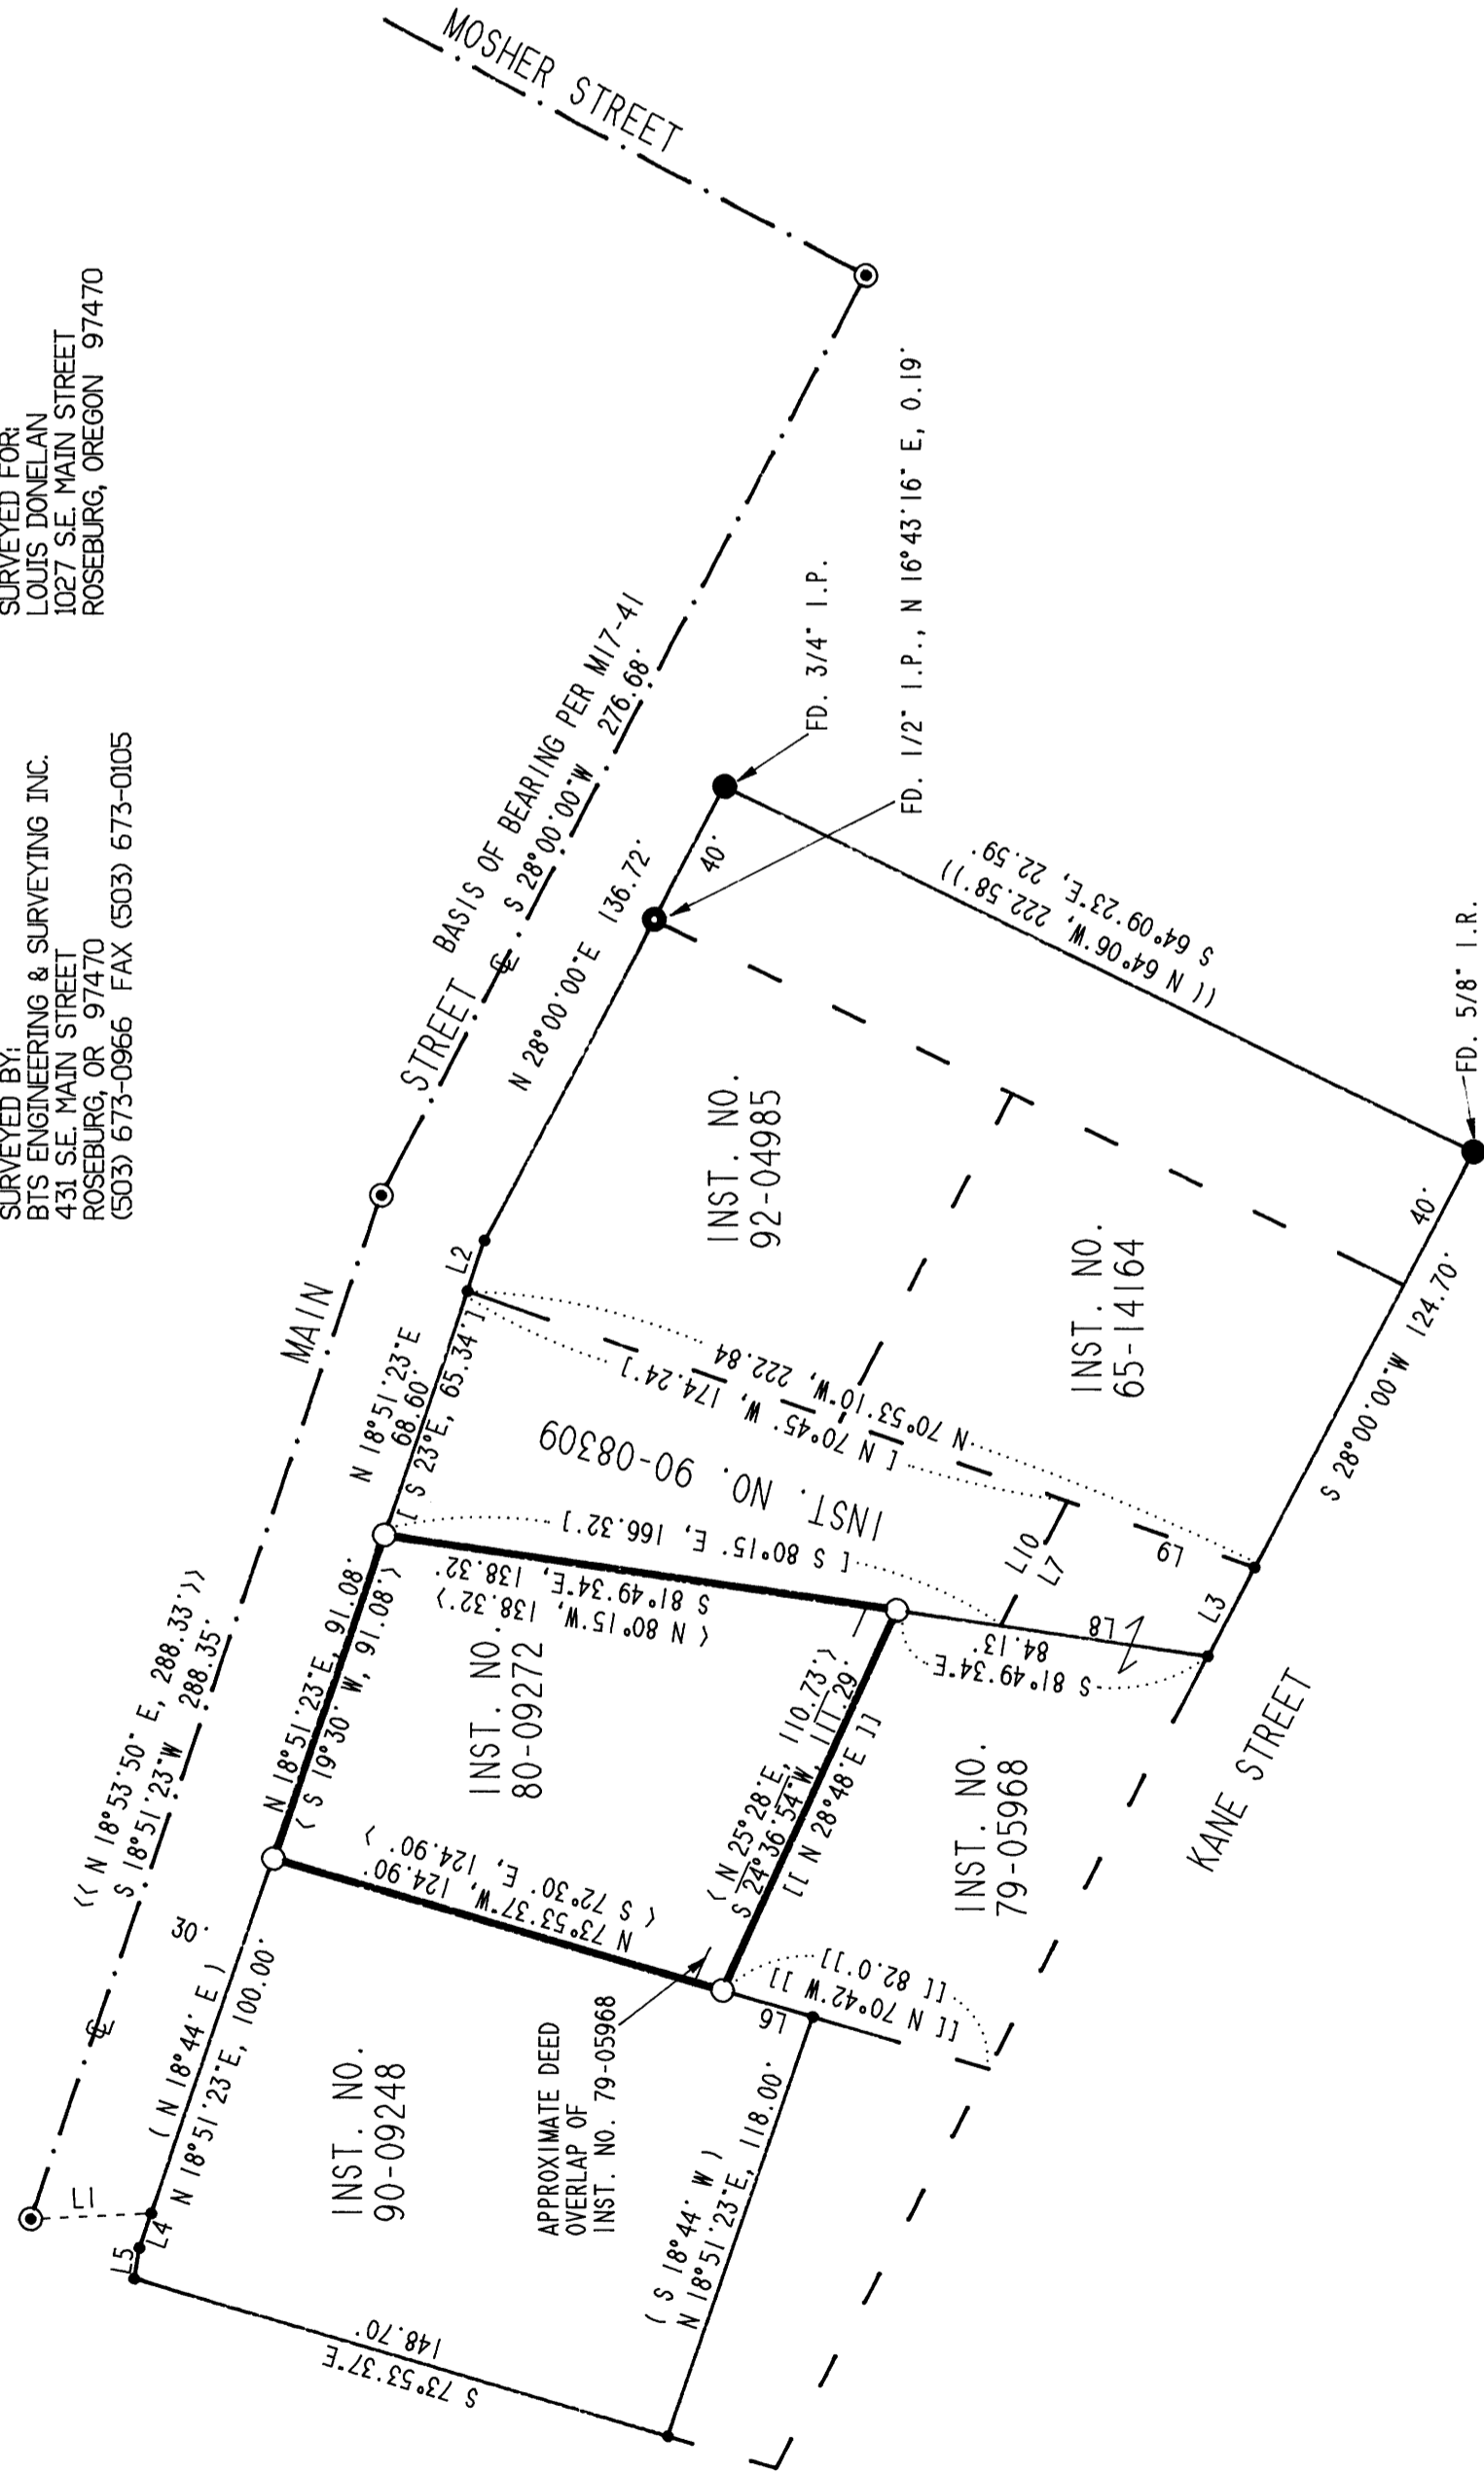 SURVEYED BY:
BTS ENGINEERING & SURVEYING INC.
431 S.E. MAIN STREET
ROSEBURG, OR 97470
(503) 673-0966 FAX (503) 673-0105
SURVEYED FOR:
LOUIS DONELAN
1027 S.E. MAIN STREET
ROSEBURG, OREGON 97470
MOSHER STREET
BASIS OF BEARING PER M17-41
S 28°00'00"W 276.68'
MAIN STREET
℄
N 28°00'00"E 136.72'
40'
FD. 3/4" I.P.
FD. 1/2" I.P., N 16°43'16" E, 0.19'
(( N 64°06'W, 222.58'))
S 64°09'23"E, 22.59'
FD. 5/8" I.R.
40'
S 28°00'00"W 124.70'
INST. NO.
92-04985
INST. NO.
65-14164
L2
N 18°51'23"E
68.60'
[ S 23°E, 65.34']
N 70°53'10"W, 222.84
[ N 70°45' W, 174.24']
INST. NO. 90-08309
[ S 80°15' E, 166.32']
L10
L7
L9
L3
L8
S 81°49'34"E
84.13'
S 81°49'34"E, 138.32'
< N 80°15'W, 138.32'>
<< N 18°53'50" E, 288.33'>>
S 18°51'23"W 288.35'
℄
30'
N 18°51'23"E, 91.08'
< S 19°30' W, 91.08'>
INST. NO.
80-09272
< S 72°30' E, 124.90' >
N 73°53'37"W, 124.90'
< N 25°28'E, 110.73'>
S 24°36'54"W, 111.29'
[[ N 28°48'E ]]
INST. NO.
79-05968
KANE STREET
[[ 82.0']]
[[ N 70°42'W ]]
L6
APPROXIMATE DEED
OVERLAP OF
INST. NO. 79-05968
( N 18°44' E )
N 18°51'23"E, 100.00'
INST. NO.
90-09248
L1
L4
L5
( S 18°44' W )
N 18°51'23"E, 118.00'
148.70'
S 73°53'37"E